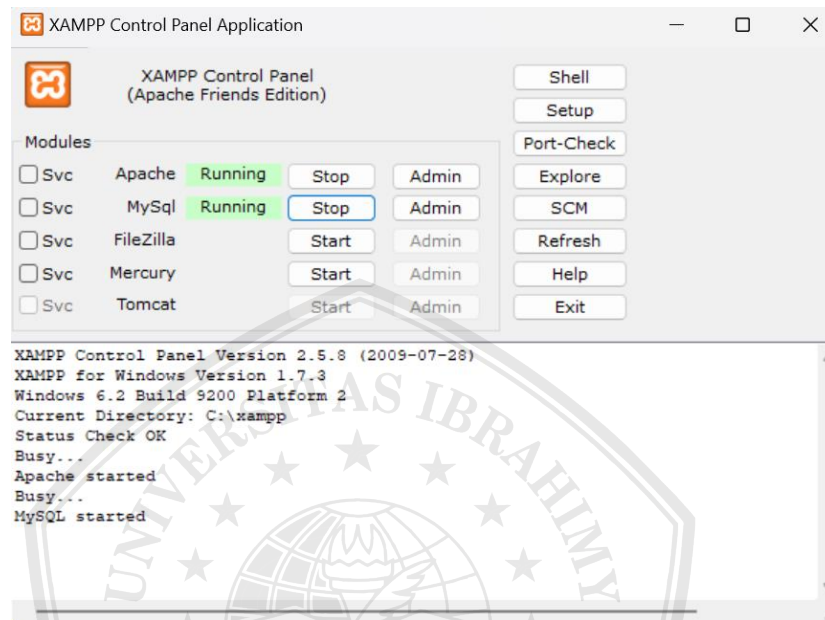 XAMPP Control Panel Application
XAMPP Control Panel
(Apache Friends Edition)
Shell
Setup
Modules
Port-Check
Svc Apache Running Stop Admin Explore
Svc MySql Running Stop Admin SCM
Svc FileZilla Start Admin Refresh
Svc Mercury Start Admin Help
Svc Tomcat Start Admin Exit
XAMPP Control Panel Version 2.5.8 (2009-07-28)
XAMPP for Windows Version 1.7.3
Windows 6.2 Build 9200 Platform 2
Current Directory: C:\xampp
Status Check OK
Busy...
Apache started
Busy...
MySQL started
UNIVERSITAS IBRAHIMY